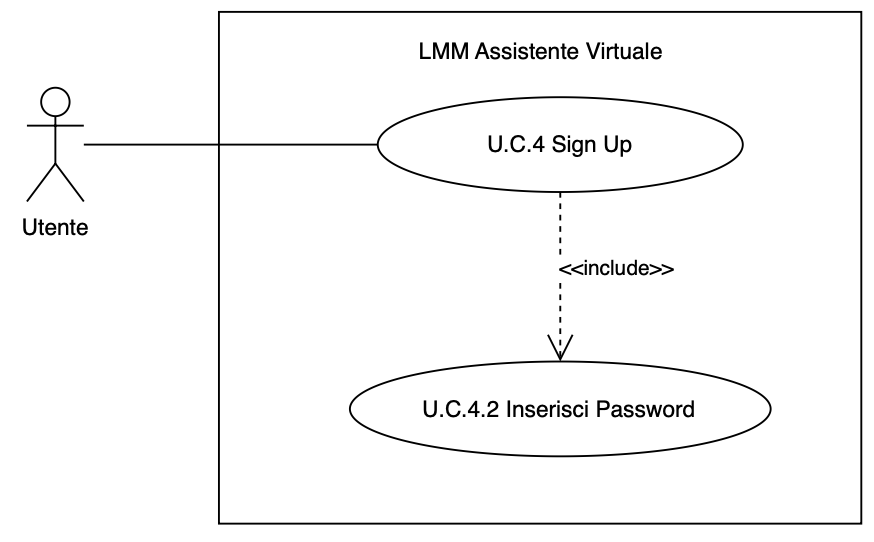 LMM Assistente Virtuale
U.C.4 Sign Up
Utente
<<include>>
U.C.4.2 Inserisci Password